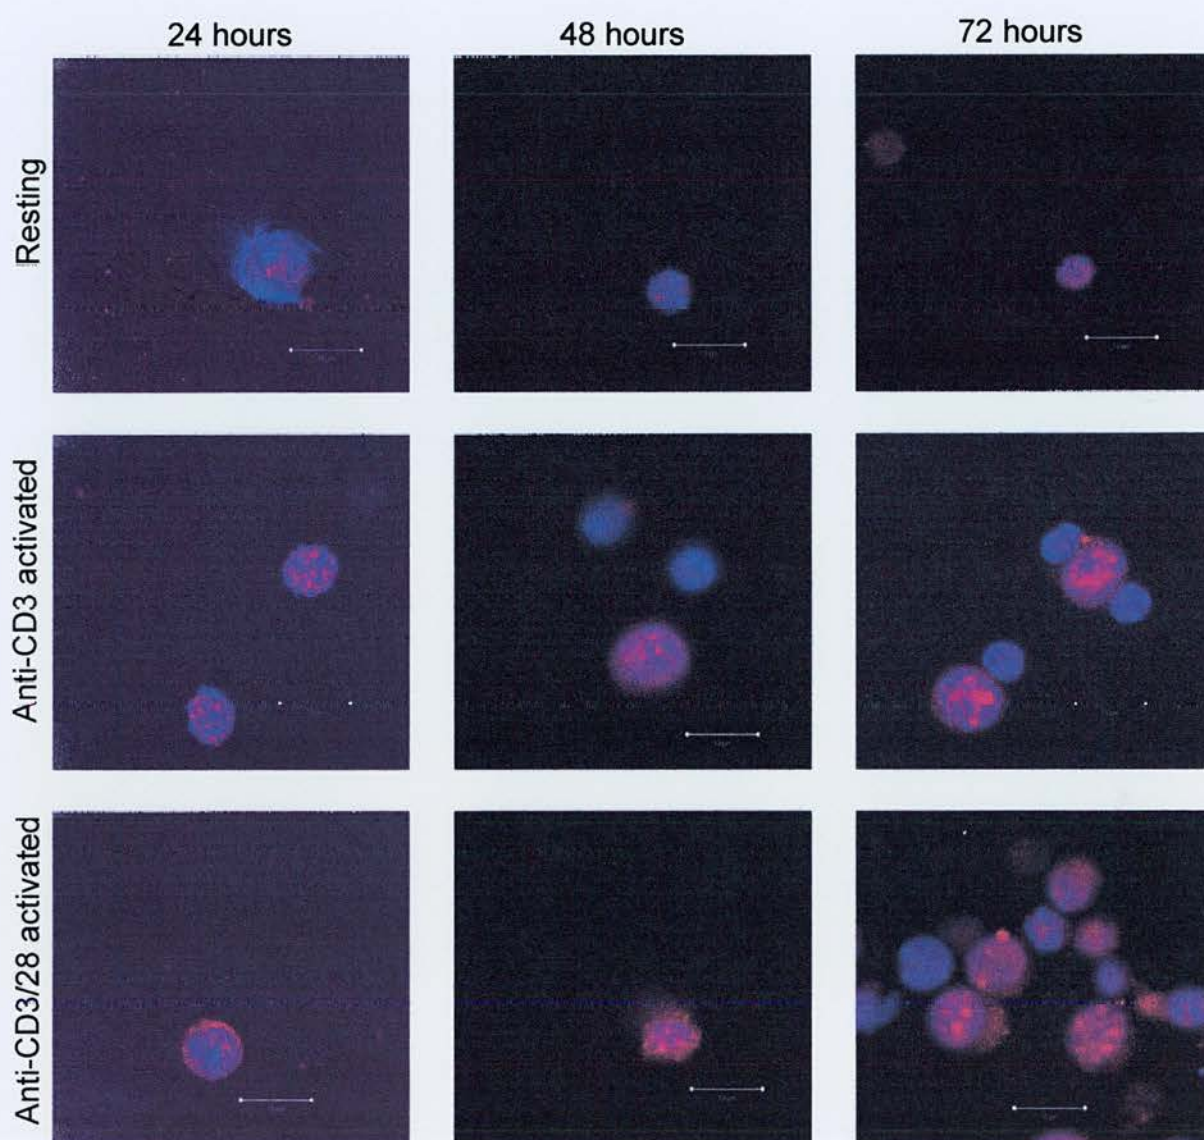 24 hours
48 hours
72 hours
Resting
Anti-CD3 activated
Anti-CD3/28 activated